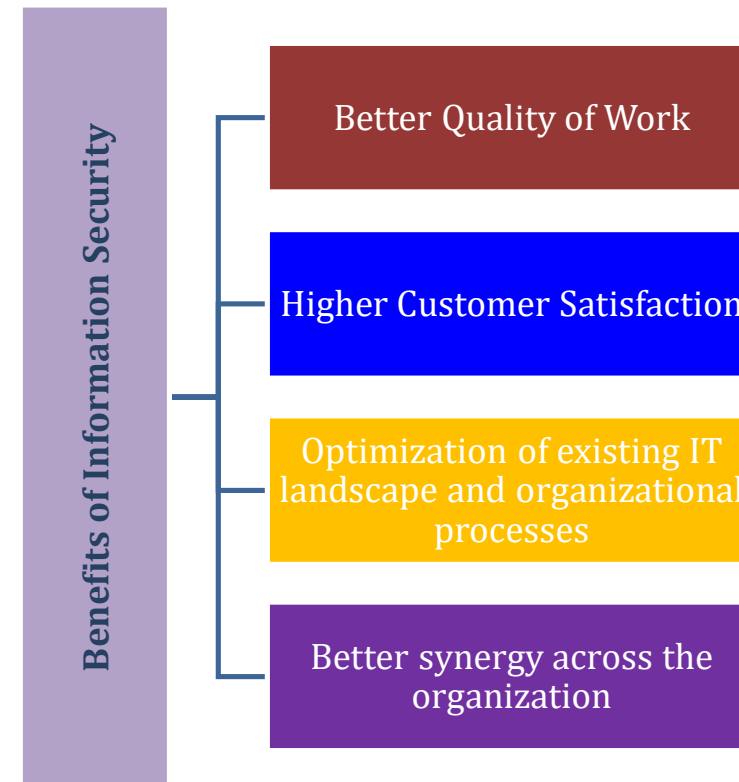 Benefits of Information Security
Better Quality of Work
Higher Customer Satisfaction
Optimization of existing IT
landscape and organizational
processes
Better synergy across the
organization